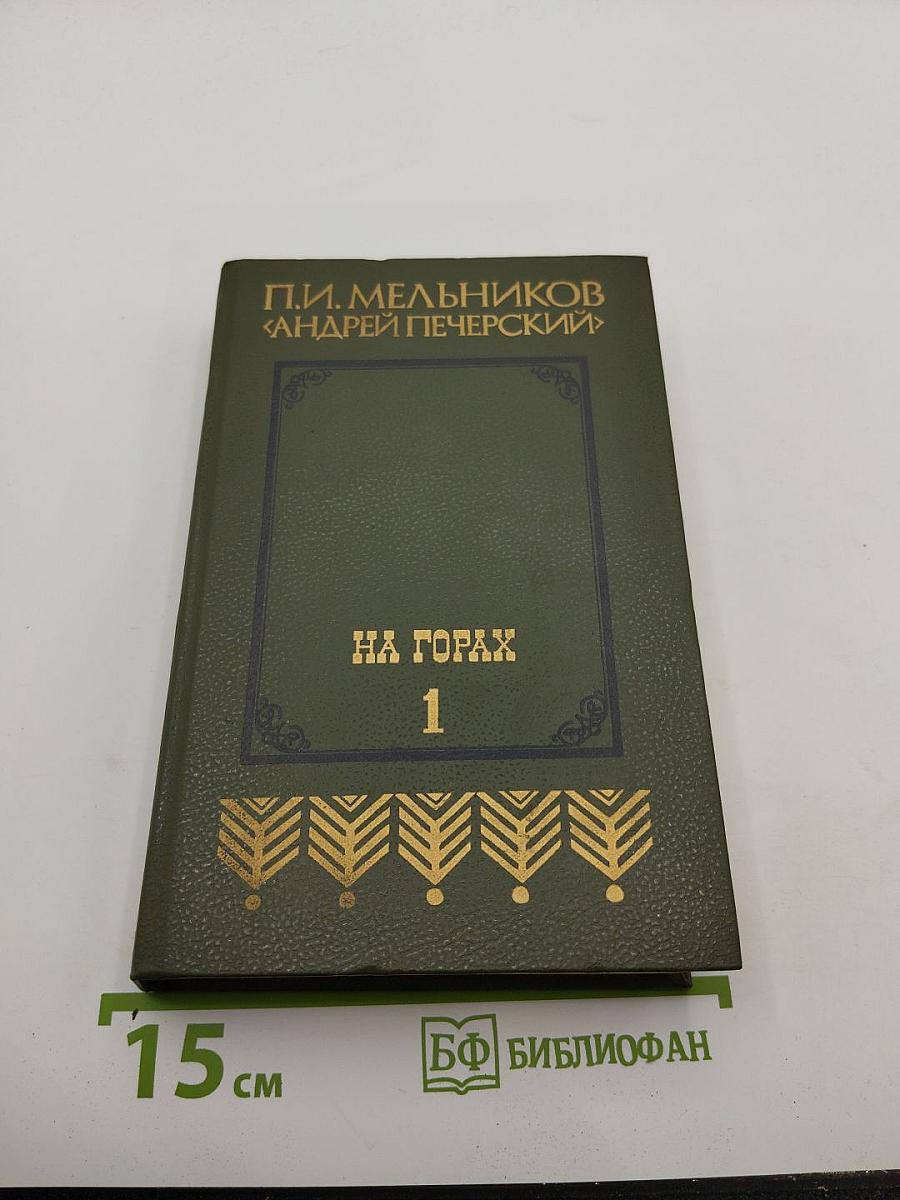 П.И. МЕЛЬНИКОВ
<АНДРЕЙ ПЕЧЕРСКИЙ>
НА ГОРАХ
1
15 см
БФ БИБЛИОФАН